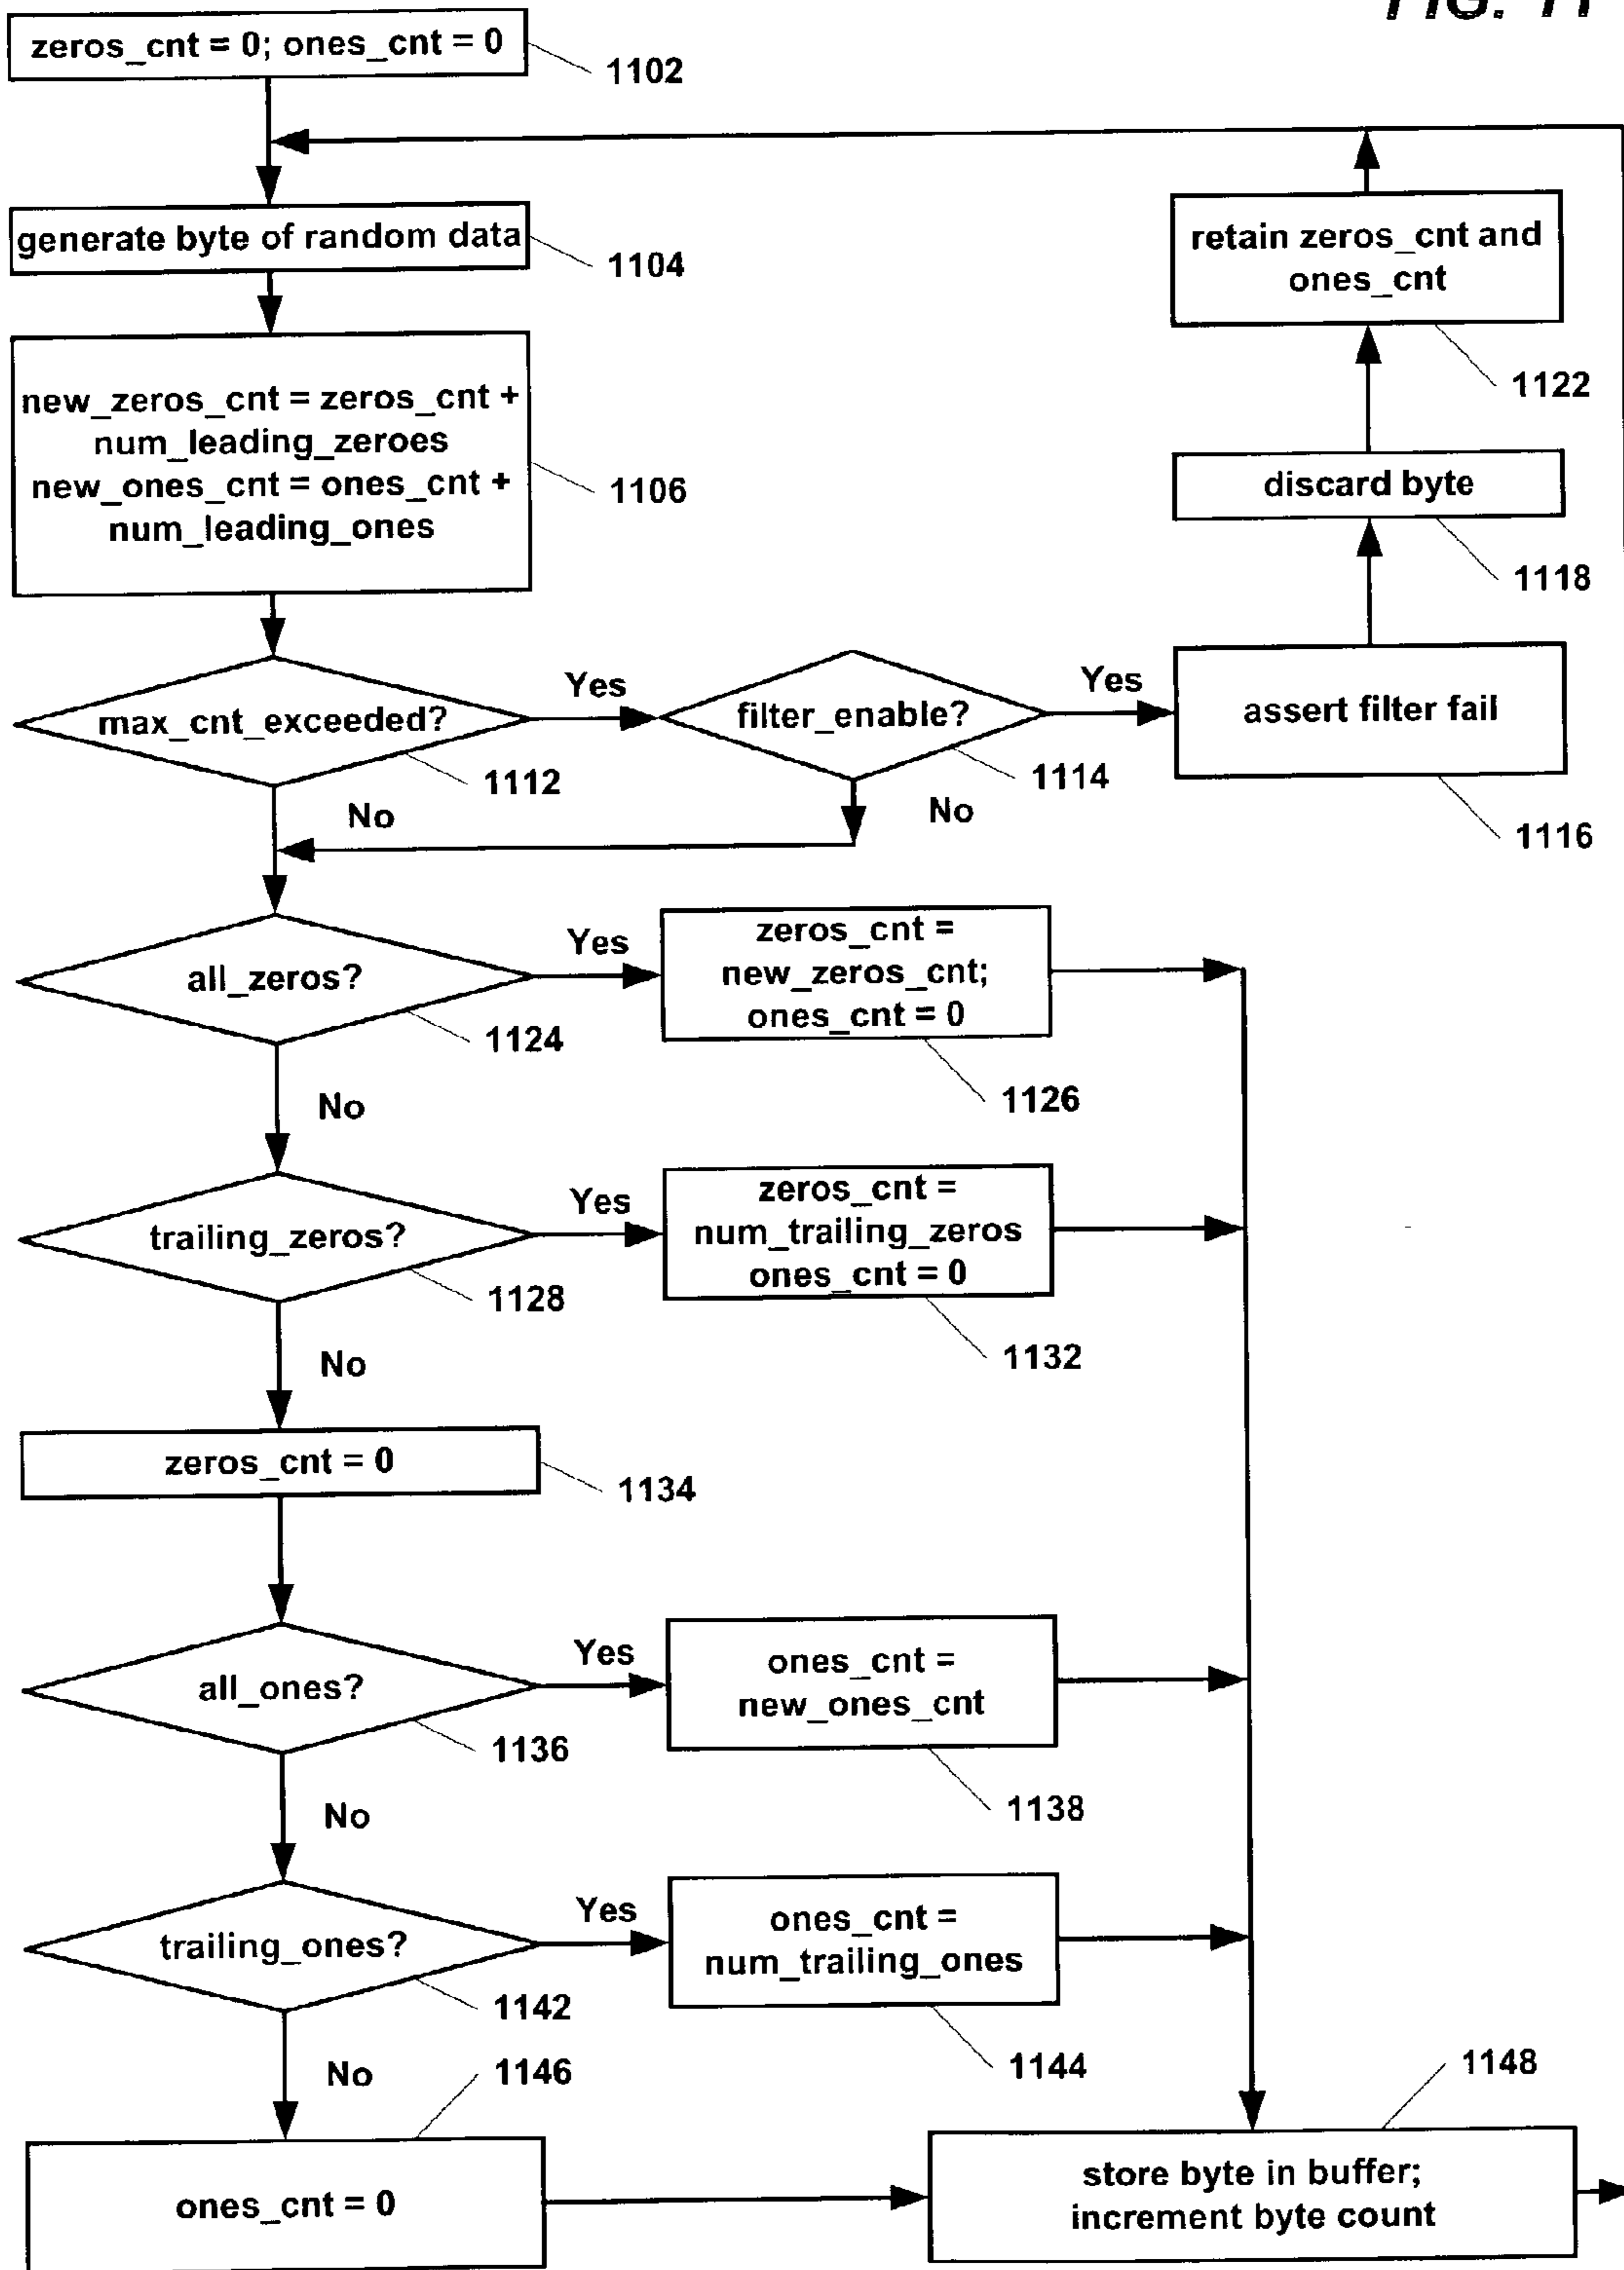 FIG. 11
zeros_cnt = 0; ones_cnt = 0
1102
generate byte of random data
1104
retain zeros_cnt and
ones_cnt
1122
new_zeros_cnt = zeros_cnt +
num_leading_zeroes
new_ones_cnt = ones_cnt +
num_leading_ones
1106
discard byte
1118
max_cnt_exceeded?
1112
Yes
filter_enable?
1114
Yes
assert filter fail
1116
No
No
all_zeros?
1124
Yes
zeros_cnt =
new_zeros_cnt;
ones_cnt = 0
1126
No
trailing_zeros?
1128
Yes
zeros_cnt =
num_trailing_zeros
ones_cnt = 0
1132
No
zeros_cnt = 0
1134
all_ones?
1136
Yes
ones_cnt =
new_ones_cnt
1138
No
trailing_ones?
1142
Yes
ones_cnt =
num_trailing_ones
1144
No
1146
ones_cnt = 0
1148
store byte in buffer;
increment byte count